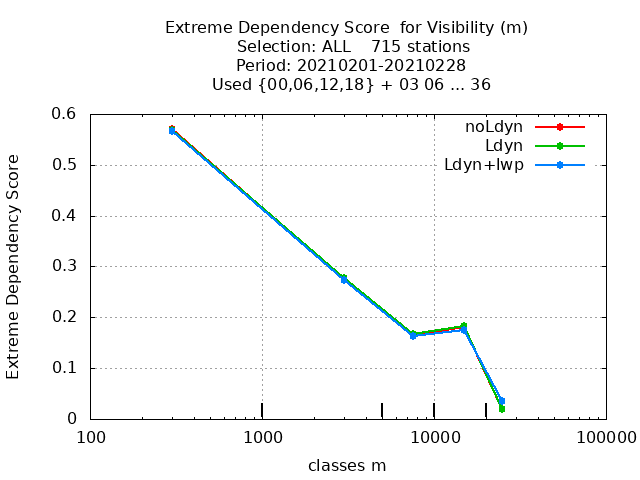 Extreme Dependency Score  for Visibility (m)
Selection: ALL    715 stations
Period: 20210201-20210228
Used {00,06,12,18} + 03 06 ... 36
noLdyn
Ldyn
Ldyn+lwp
Extreme Dependency Score
0.6
0.5
0.4
0.3
0.2
0.1
0
100 1000 10000 100000
classes m